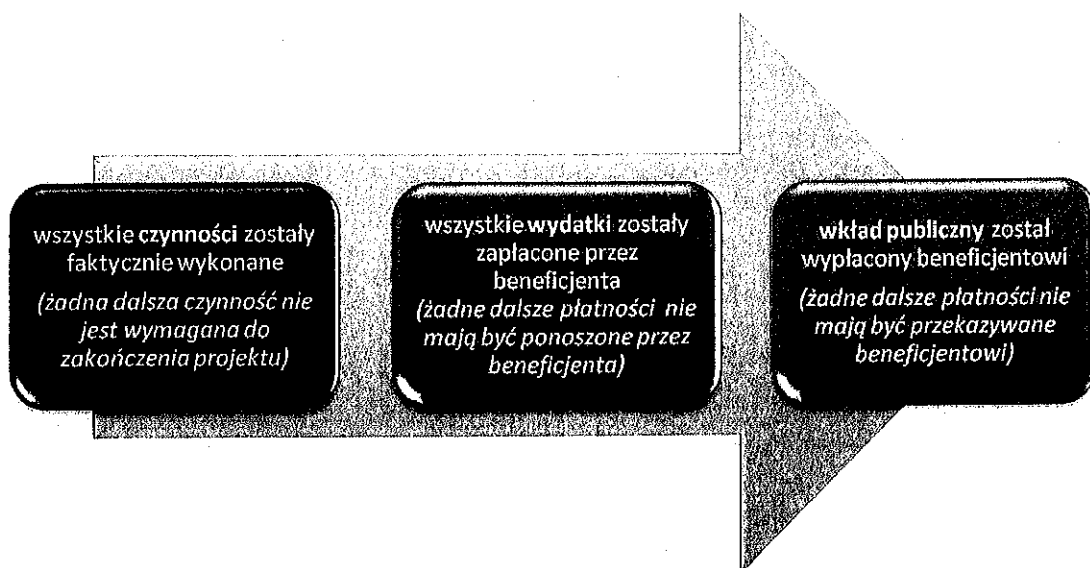 wszystkie czynności zostały
faktycznie wykonane
(żadna dalsza czynność nie
jest wymagana do
zakończenia projektu)
wszystkie wydatki zostały
zapłacone przez
beneficjenta
(żadne dalsze płatności nie
mają być ponoszone przez
beneficjenta)
wkład publiczny został
wypłacony beneficjentowi
(żadne dalsze płatności nie
mają być przekazywane
beneficjentowi)